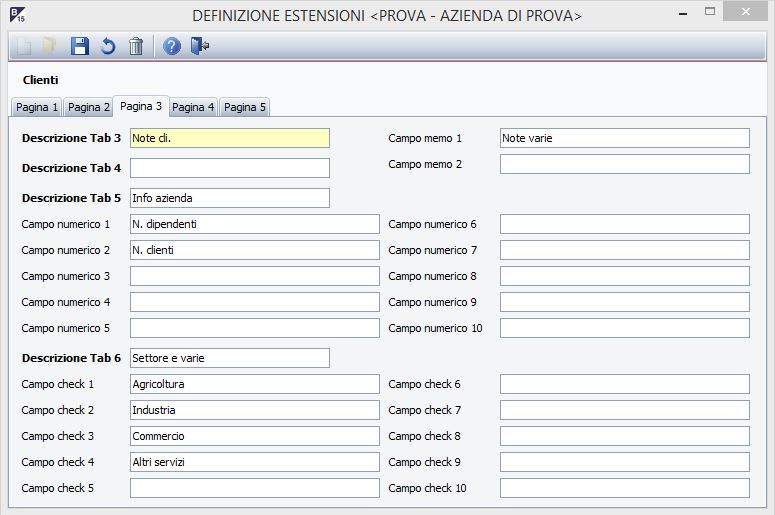 B 15 DEFINIZIONE ESTENSIONI <PROVA - AZIENDA DI PROVA>
Clienti
Pagina 1 Pagina 2 Pagina 3 Pagina 4 Pagina 5
Descrizione Tab 3 Note cli. Campo memo 1 Note varie
Descrizione Tab 4 Campo memo 2
Descrizione Tab 5 Info azienda
Campo numerico 1 N. dipendenti Campo numerico 6
Campo numerico 2 N. clienti Campo numerico 7
Campo numerico 3 Campo numerico 8
Campo numerico 4 Campo numerico 9
Campo numerico 5 Campo numerico 10
Descrizione Tab 6 Settore e varie
Campo check 1 Agricoltura Campo check 6
Campo check 2 Industria Campo check 7
Campo check 3 Commercio Campo check 8
Campo check 4 Altri servizi Campo check 9
Campo check 5 Campo check 10